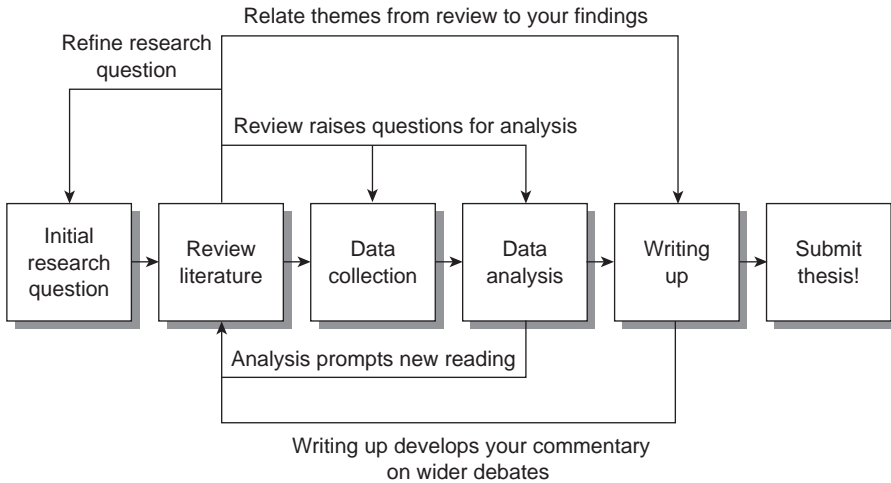 Relate themes from review to your findings
Refine research
question
Review raises questions for analysis
Initial
research
question
Review
literature
Data
collection
Data
analysis
Writing
up
Submit
thesis!
Analysis prompts new reading
Writing up develops your commentary
on wider debates